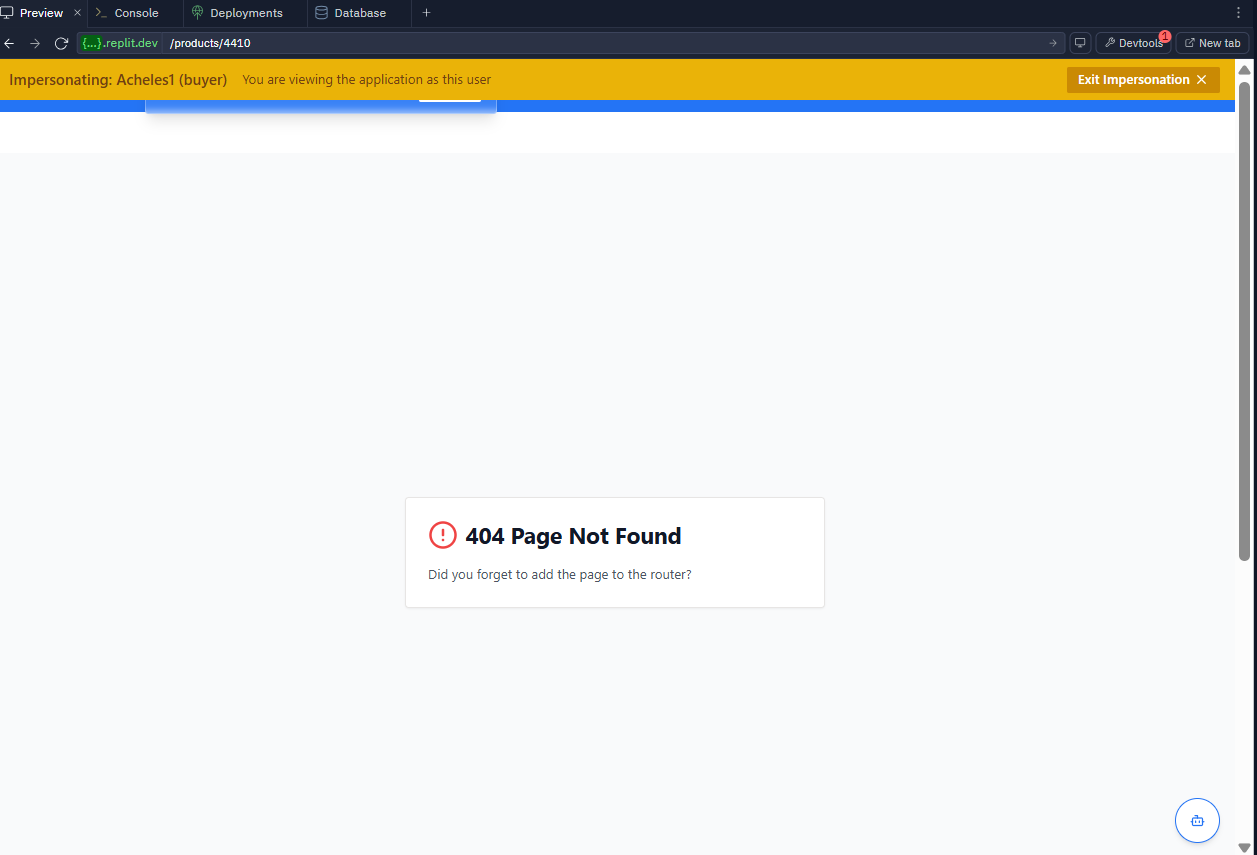 Preview × Console Deployments Database +
{...}.replit.dev /products/4410 Devtools 1 New tab
Impersonating: Acheles1 (buyer) You are viewing the application as this user Exit Impersonation ×
404 Page Not Found
Did you forget to add the page to the router?